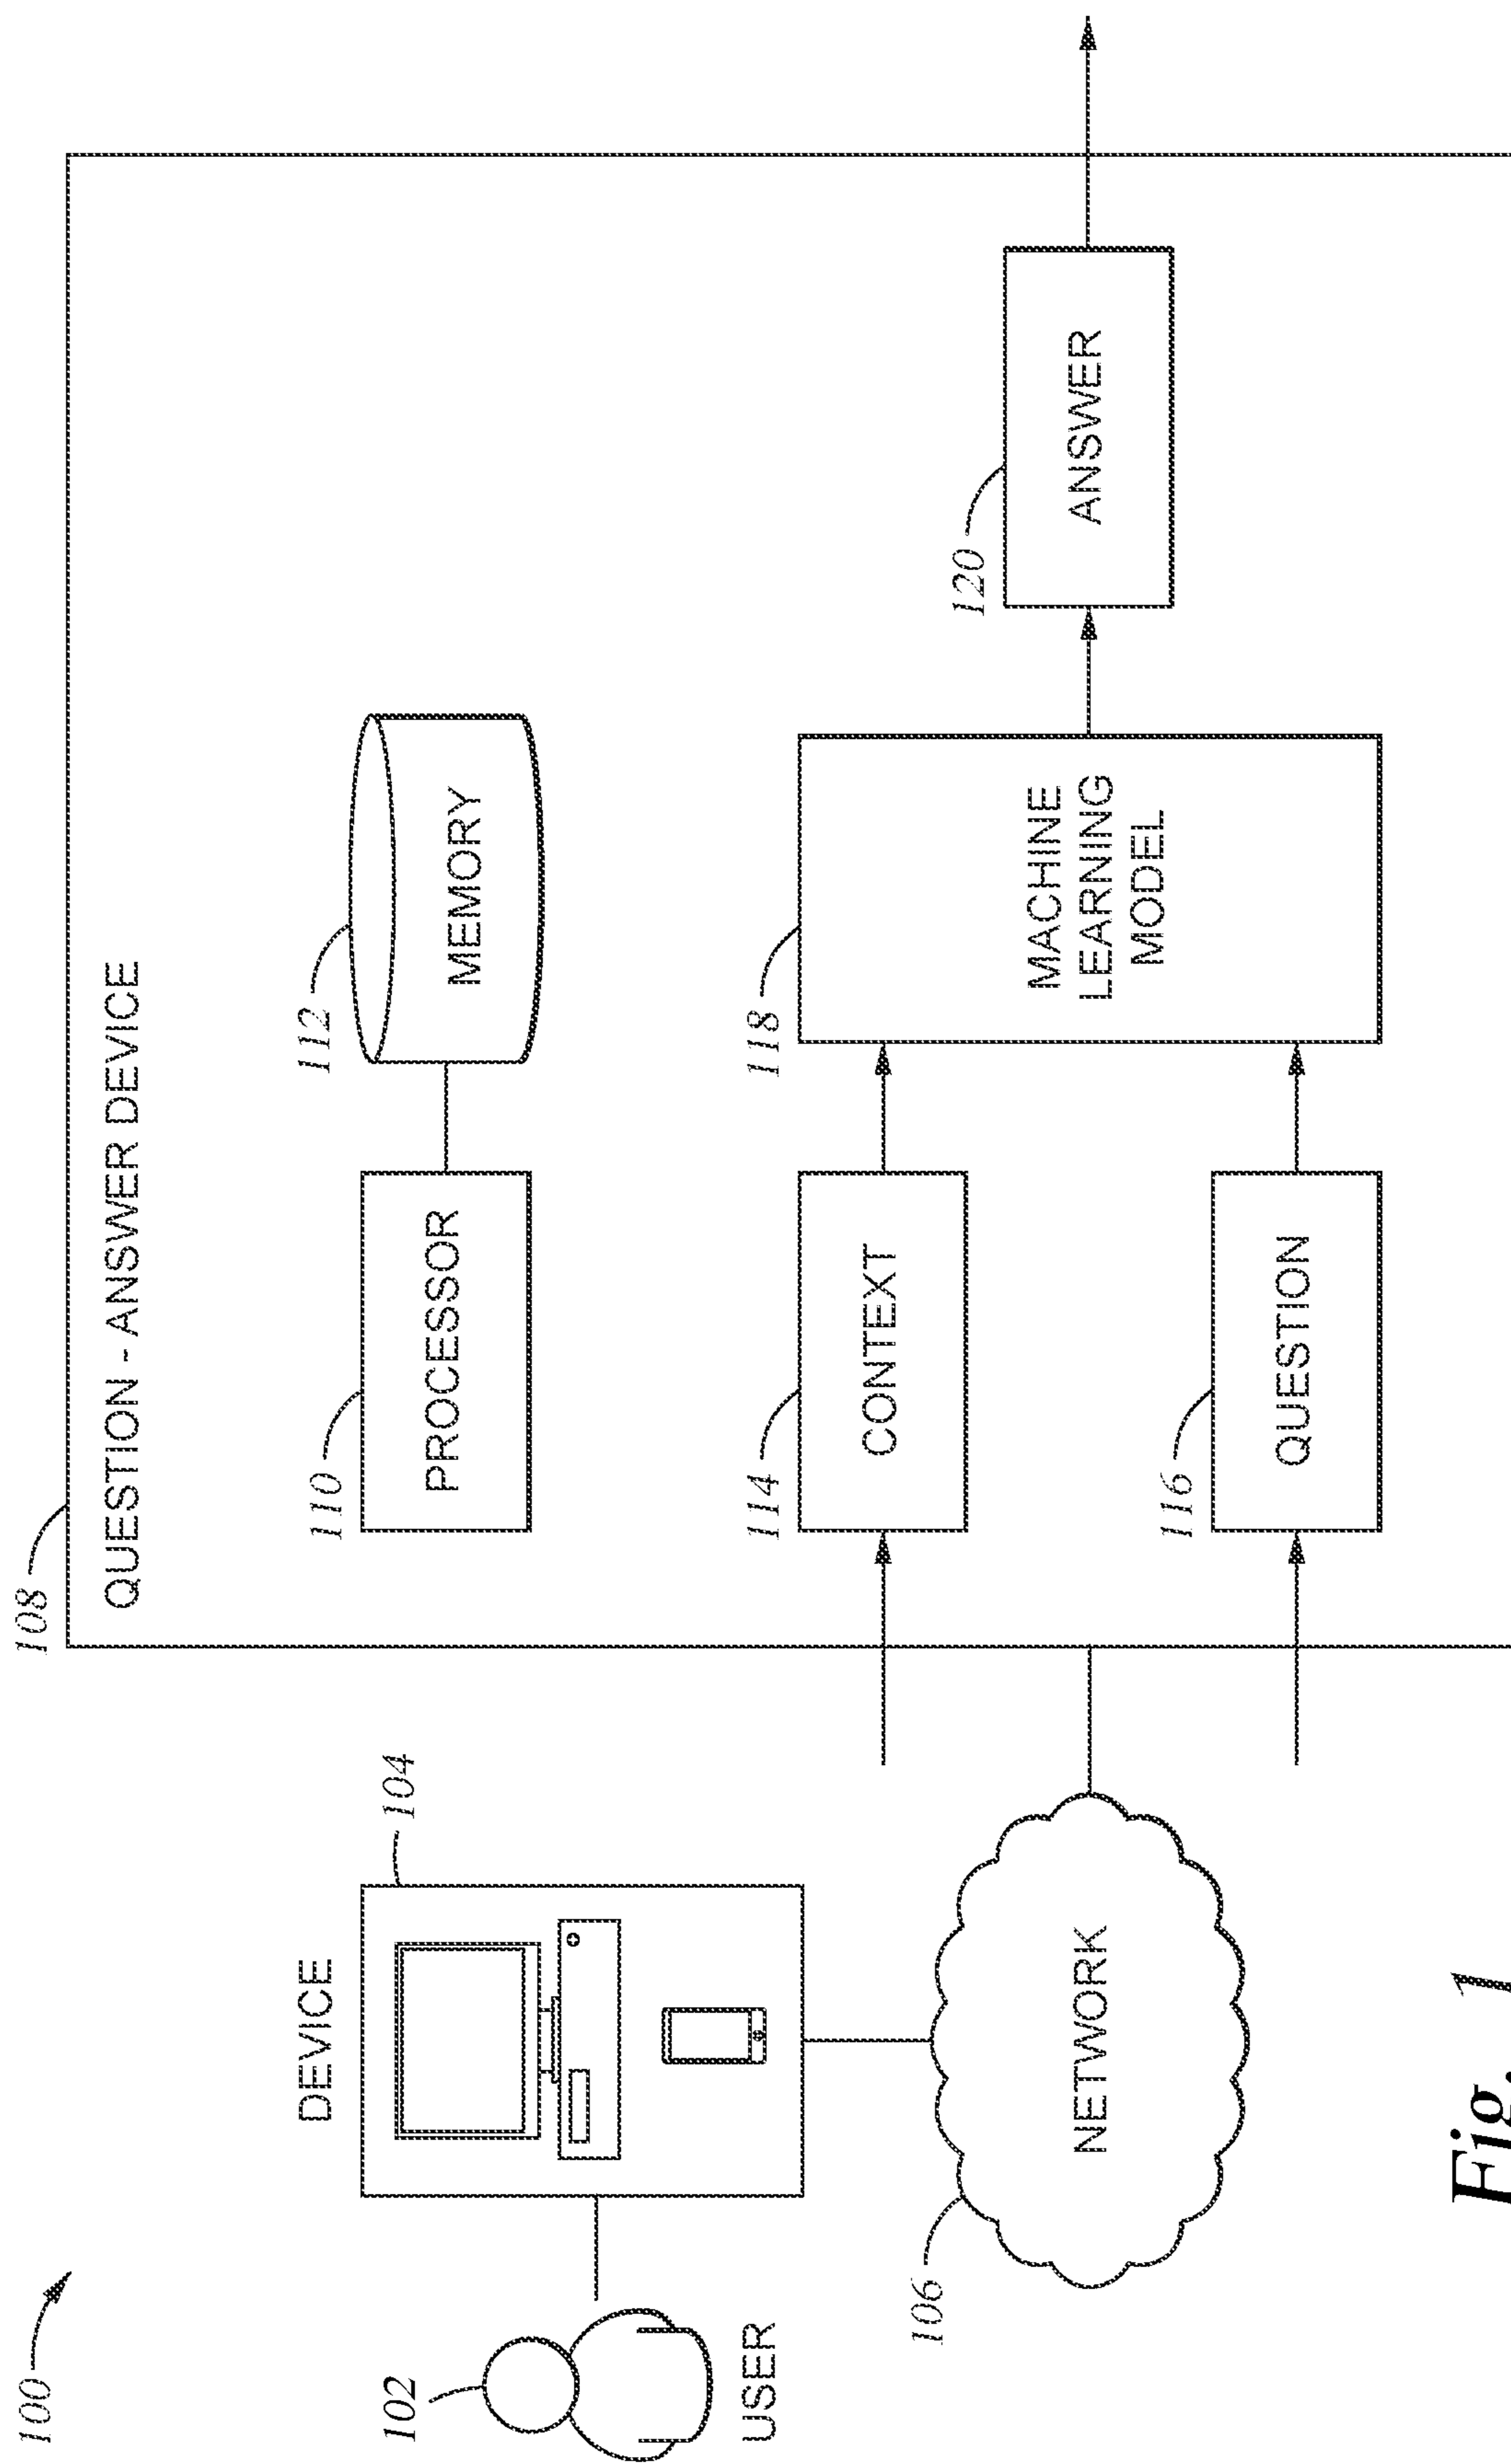 100
108
QUESTION - ANSWER DEVICE
102
USER
DEVICE
104
110
PROCESSOR
112
MEMORY
106
NETWORK
114
CONTEXT
116
QUESTION
118
MACHINE
LEARNING
MODEL
120
ANSWER
Fig. 1